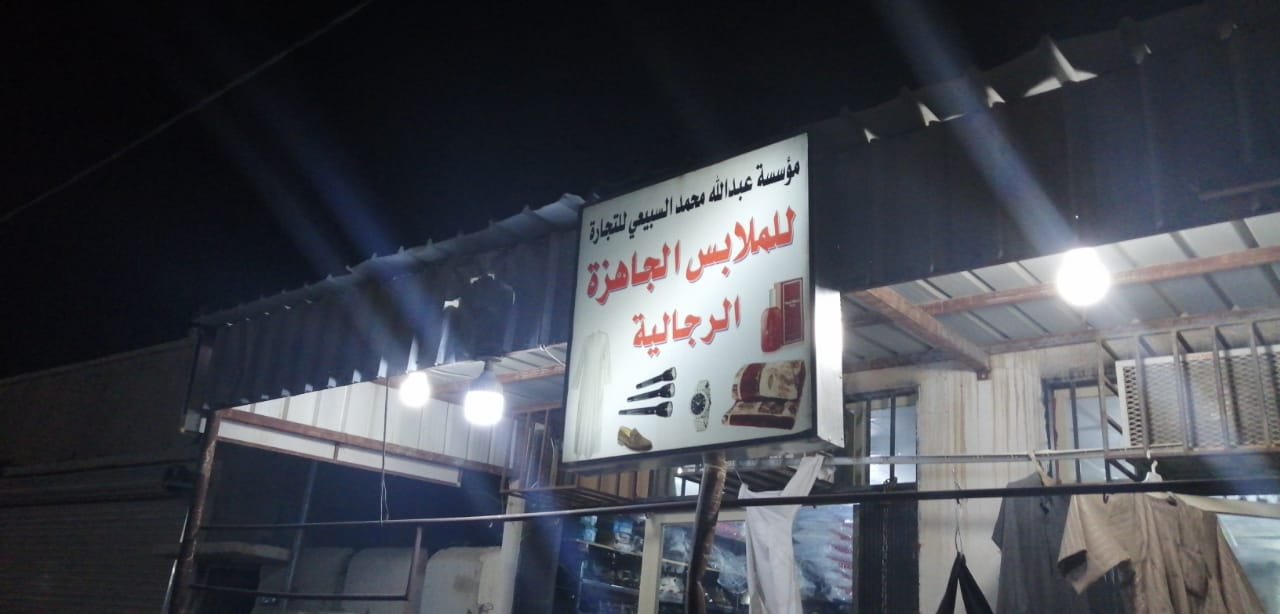 مؤسسة عبدالله محمد السبيعي للتجارة
للملابس الجاهزة
الرجالية